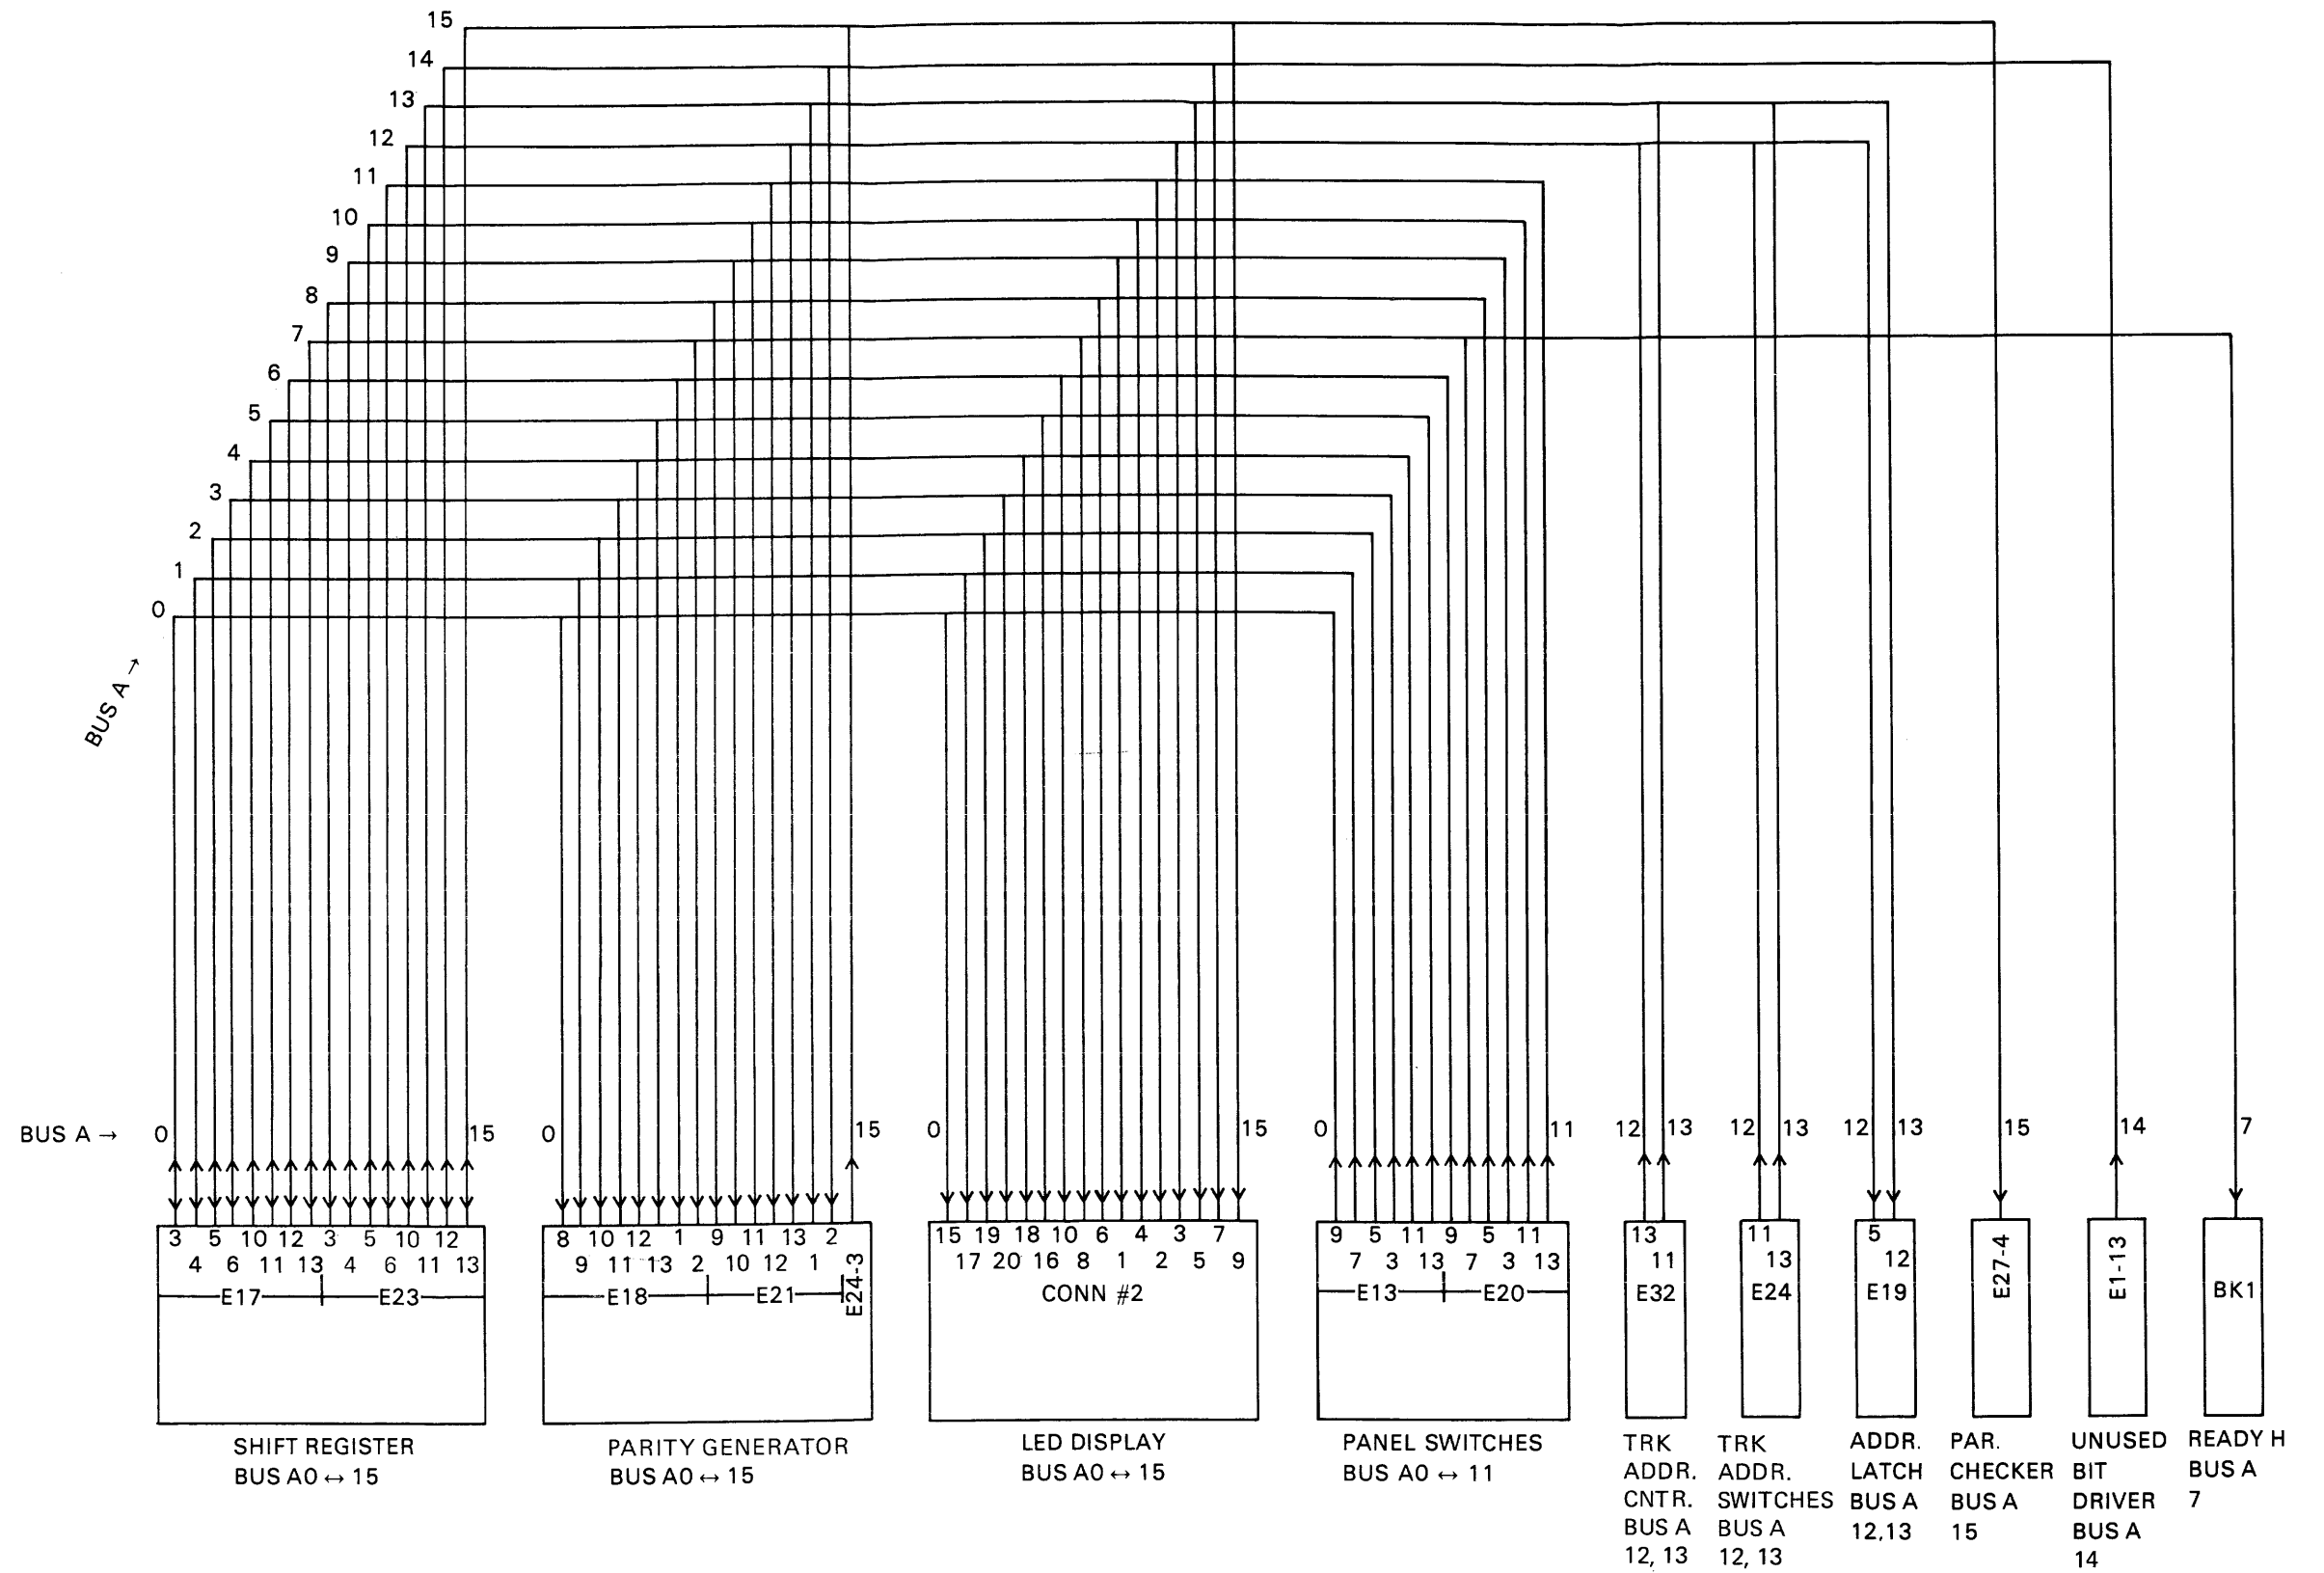 15
14
13
12
11
10
9
8
7
6
5
4
3
2
1
0
BUS A →
BUS A → 0 15 0 15 0 15 0 11 12 13 12 13 12 13 15 14 7
3 5 10 12 3 5 10 12 8 10 12 1 9 11 13 2 15 19 18 10 6 4 3 7 9 5 11 9 5 11 13 11 5
4 6 11 13 4 6 11 13 9 11 13 2 10 12 1 17 20 16 8 1 2 5 9 7 3 13 7 3 13 11 13 12
E17 E23 E18 E21 E24-3 CONN #2 E13 E20 E32 E24 E19 E27-4 E1-13 BK1
SHIFT REGISTER
BUS A0 ↔ 15
PARITY GENERATOR
BUS A0 ↔ 15
LED DISPLAY
BUS A0 ↔ 15
PANEL SWITCHES
BUS A0 ↔ 11
TRK
ADDR.
CNTR.
BUS A
12, 13
TRK
ADDR.
SWITCHES
BUS A
12, 13
ADDR.
LATCH
BUS A
12,13
PAR.
CHECKER
BUS A
15
UNUSED
BIT
DRIVER
BUS A
14
READY H
BUS A
7